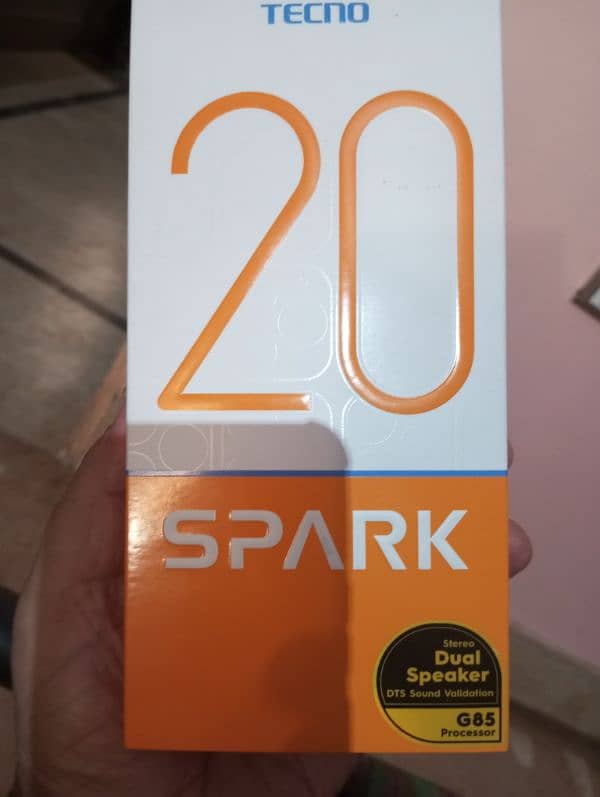 TECNO
20
SPARK
Stereo
Dual
Speaker
DTS Sound Validation
G85
Processor